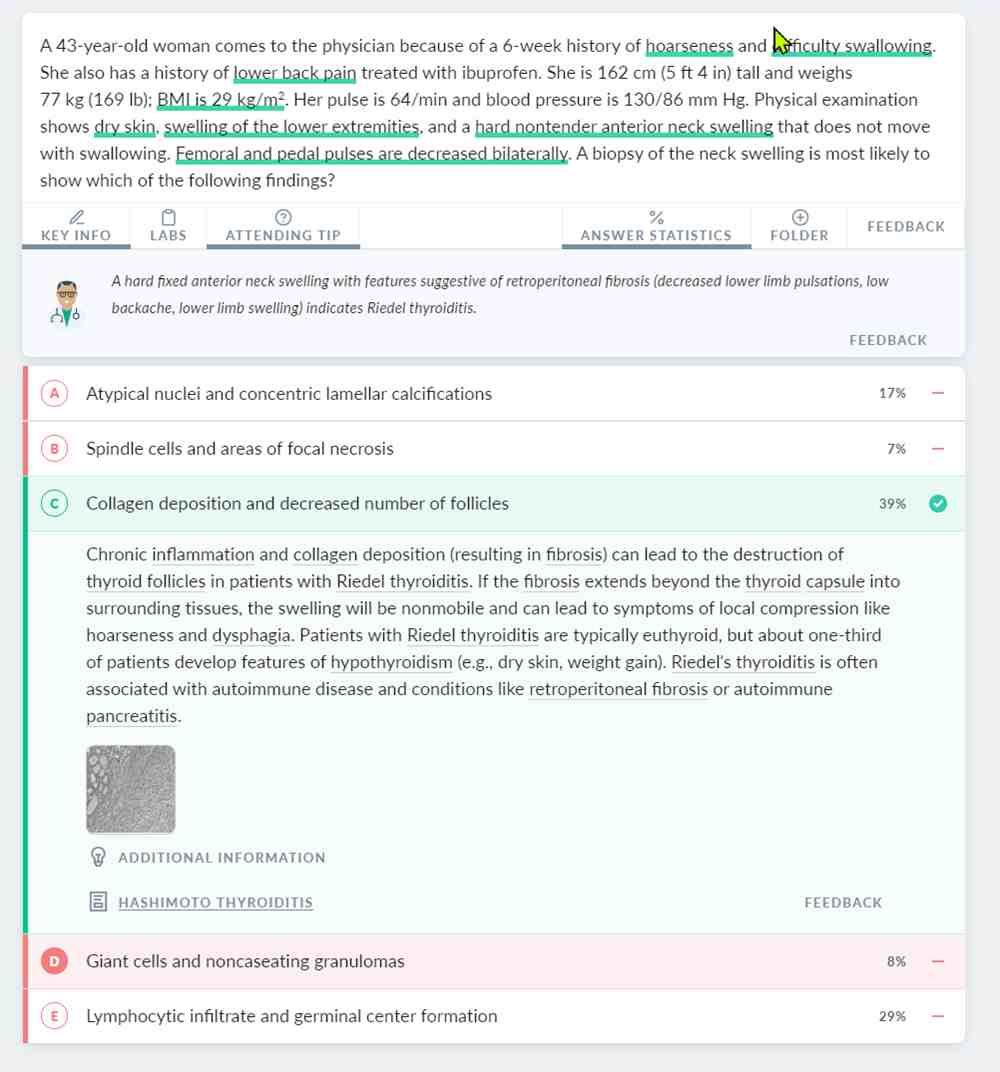 A 43-year-old woman comes to the physician because of a 6-week history of hoarseness and difficulty swallowing.
She also has a history of lower back pain treated with ibuprofen. She is 162 cm (5 ft 4 in) tall and weighs
77 kg (169 lb); BMI is 29 kg/m². Her pulse is 64/min and blood pressure is 130/86 mm Hg. Physical examination
shows dry skin, swelling of the lower extremities, and a hard nontender anterior neck swelling that does not move
with swallowing. Femoral and pedal pulses are decreased bilaterally. A biopsy of the neck swelling is most likely to
show which of the following findings?
KEY INFO LABS ATTENDING TIP ANSWER STATISTICS FOLDER FEEDBACK
A hard fixed anterior neck swelling with features suggestive of retroperitoneal fibrosis (decreased lower limb pulsations, low
backache, lower limb swelling) indicates Riedel thyroiditis.
FEEDBACK
A Atypical nuclei and concentric lamellar calcifications 17%
B Spindle cells and areas of focal necrosis 7%
C Collagen deposition and decreased number of follicles 39%
Chronic inflammation and collagen deposition (resulting in fibrosis) can lead to the destruction of
thyroid follicles in patients with Riedel thyroiditis. If the fibrosis extends beyond the thyroid capsule into
surrounding tissues, the swelling will be nonmobile and can lead to symptoms of local compression like
hoarseness and dysphagia. Patients with Riedel thyroiditis are typically euthyroid, but about one-third
of patients develop features of hypothyroidism (e.g., dry skin, weight gain). Riedel's thyroiditis is often
associated with autoimmune disease and conditions like retroperitoneal fibrosis or autoimmune
pancreatitis.
ADDITIONAL INFORMATION
HASHIMOTO THYROIDITIS FEEDBACK
D Giant cells and noncaseating granulomas 8%
E Lymphocytic infiltrate and germinal center formation 29%